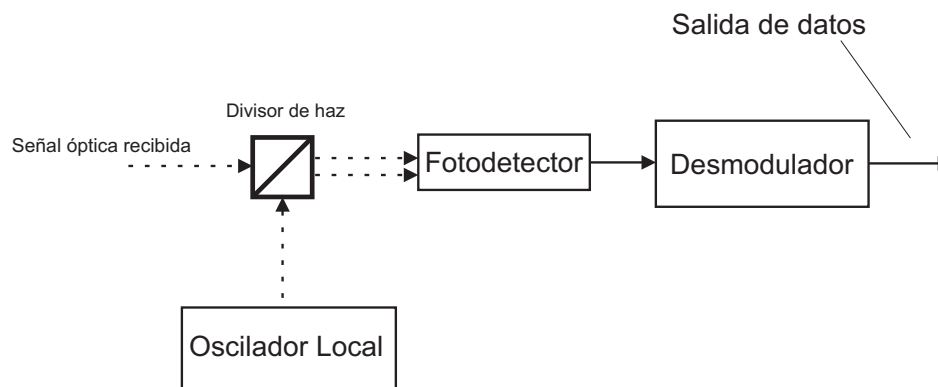 Salida de datos
Divisor de haz
Señal óptica recibida
Fotodetector
Desmodulador
Oscilador Local